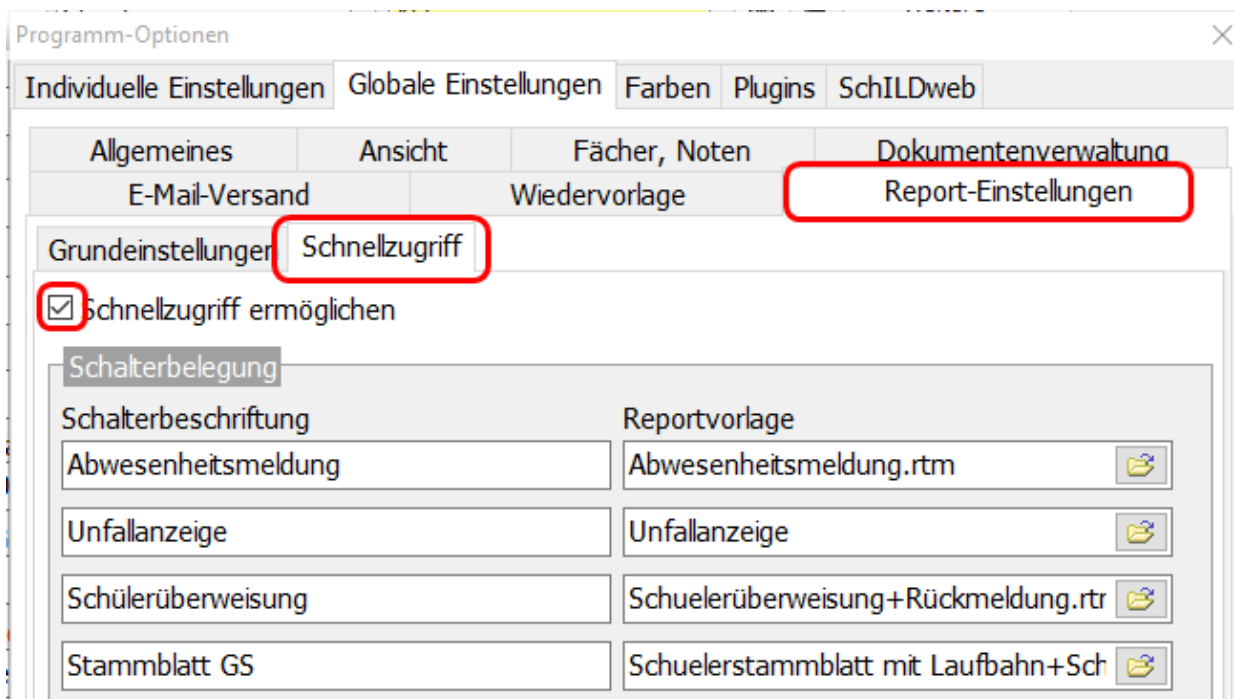 Programm-Optionen
Individuelle Einstellungen Globale Einstellungen Farben Plugins SchILDweb
Allgemeines Ansicht Fächer, Noten Dokumentenverwaltung
E-Mail-Versand Wiedervorlage Report-Einstellungen
Grundeinstellungen Schnellzugriff
Schnellzugriff ermöglichen
Schalterbelegung
Schalterbeschriftung Reportvorlage
Abwesenheitsmeldung Abwesenheitsmeldung.rtm
Unfallanzeige Unfallanzeige
Schülerüberweisung Schuelerüberweisung+Rückmeldung.rtr
Stammblatt GS Schuelerstammblatt mit Laufbahn+Sch